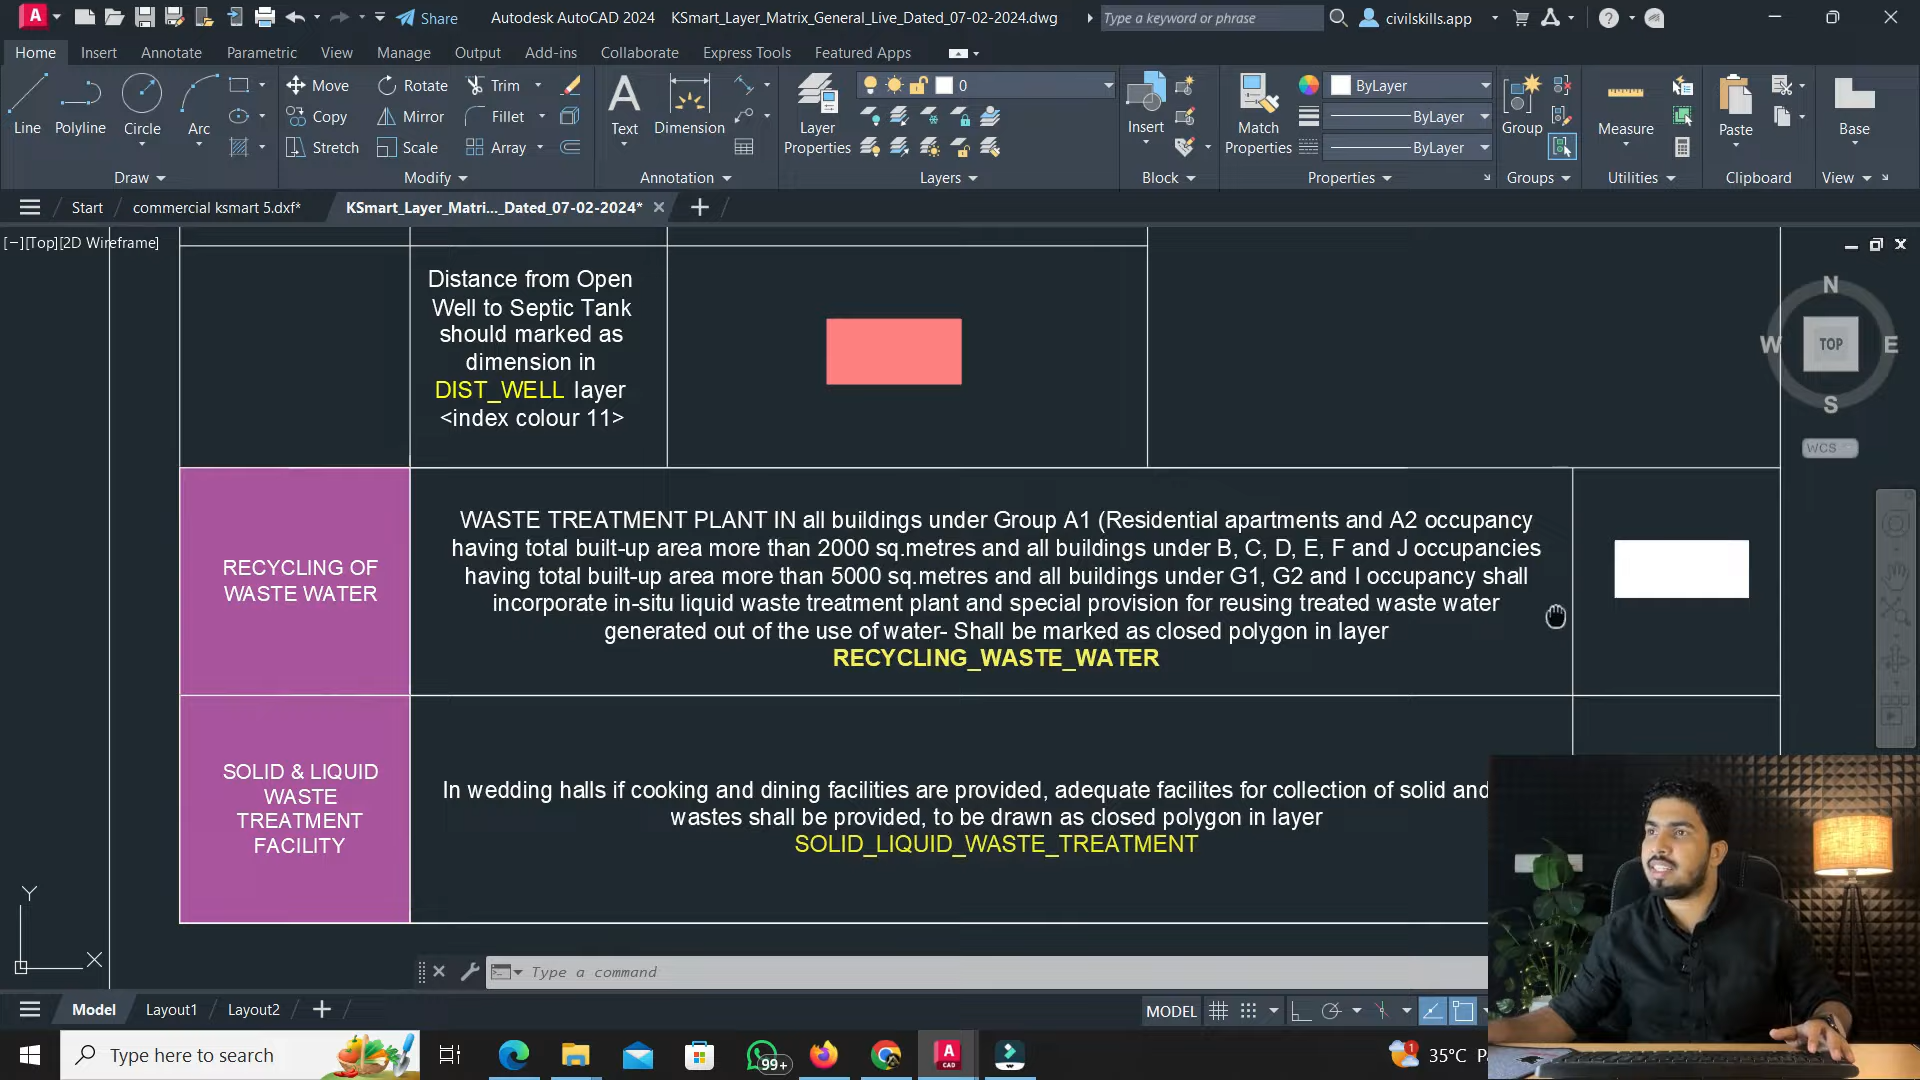 Share
Autodesk AutoCAD 2024 KSmart_Layer_Matrix_General_Live_Dated_07-02-2024.dwg
Type a keyword or phrase
civilskills.app
Home Insert Annotate Parametric View Manage Output Add-ins Collaborate Express Tools Featured Apps
Line Polyline Circle Arc
Move Rotate Trim
Copy Mirror Fillet
Stretch Scale Array
Text Dimension
Layer Properties
0
Insert
Match Properties
ByLayer
ByLayer
ByLayer
Group
Measure
Paste
Base
Draw Modify Annotation Layers Block Properties Groups Utilities Clipboard View
Start commercial ksmart 5.dxf* KSmart_Layer_Matri..._Dated_07-02-2024*
[−][Top][2D Wireframe]
N
W TOP E
S
WCS
Distance from Open
Well to Septic Tank
should marked as
dimension in
DIST_WELL layer
<index colour 11>
RECYCLING OF
WASTE WATER
WASTE TREATMENT PLANT IN all buildings under Group A1 (Residential apartments and A2 occupancy
having total built-up area more than 2000 sq.metres and all buildings under B, C, D, E, F and J occupancies
having total built-up area more than 5000 sq.metres and all buildings under G1, G2 and I occupancy shall
incorporate in-situ liquid waste treatment plant and special provision for reusing treated waste water
generated out of the use of water- Shall be marked as closed polygon in layer
RECYCLING_WASTE_WATER
SOLID & LIQUID
WASTE
TREATMENT
FACILITY
In wedding halls if cooking and dining facilities are provided, adequate facilites for collection of solid and
wastes shall be provided, to be drawn as closed polygon in layer
SOLID_LIQUID_WASTE_TREATMENT
Y
X
Type a command
Model Layout1 Layout2
MODEL
Type here to search
99+
A CAD
1
35°C